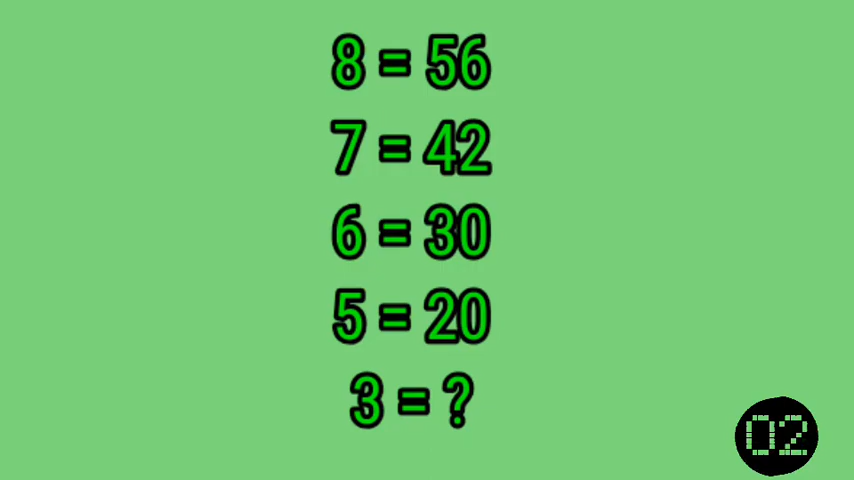 8 = 56
7 = 42
6 = 30
5 = 20
3 = ?
02